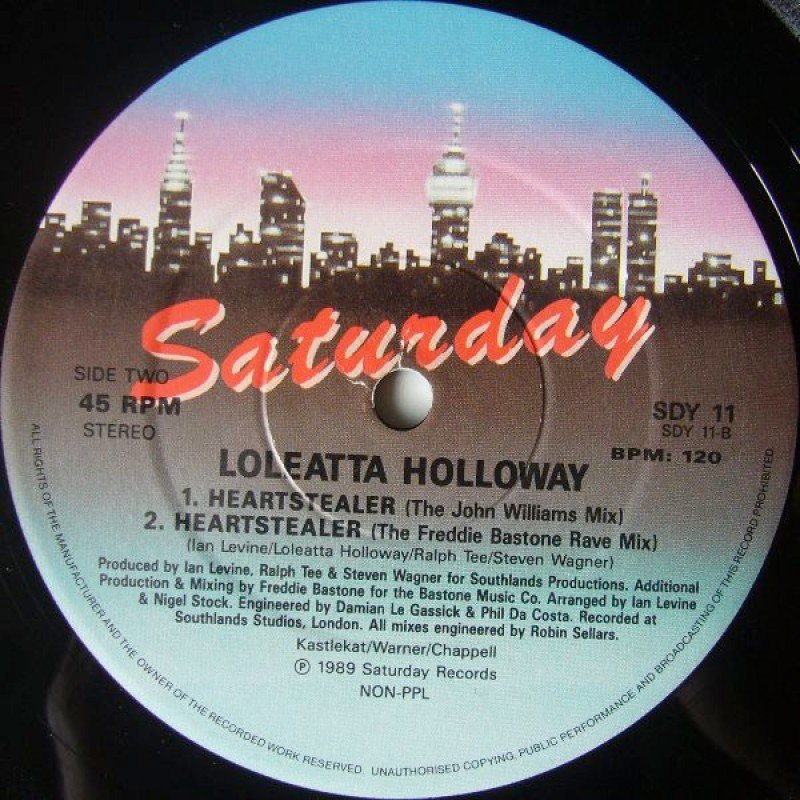 Saturday
SIDE TWO
45 RPM
STEREO
SDY 11
SDY 11-B
BPM: 120
LOLEATTA HOLLOWAY
1. HEARTSTEALER (The John Williams Mix)
2. HEARTSTEALER (The Freddie Bastone Rave Mix)
(Ian Levine/Loleatta Holloway/Ralph Tee/Steven Wagner)
Produced by Ian Levine, Ralph Tee & Steven Wagner for Southlands Productions. Additional
Production & Mixing by Freddie Bastone for the Bastone Music Co. Arranged by Ian Levine
& Nigel Stock. Engineered by Damian Le Gassick & Phil Da Costa. Recorded at
Southlands Studios, London. All mixes engineered by Robin Sellars.
Kastlekat/Warner/Chappell
℗ 1989 Saturday Records
NON-PPL
ALL RIGHTS OF THE MANUFACTURER AND THE OWNER OF THE RECORDED WORK RESERVED. UNAUTHORISED COPYING, PUBLIC PERFORMANCE AND BROADCASTING OF THIS RECORD PROHIBITED